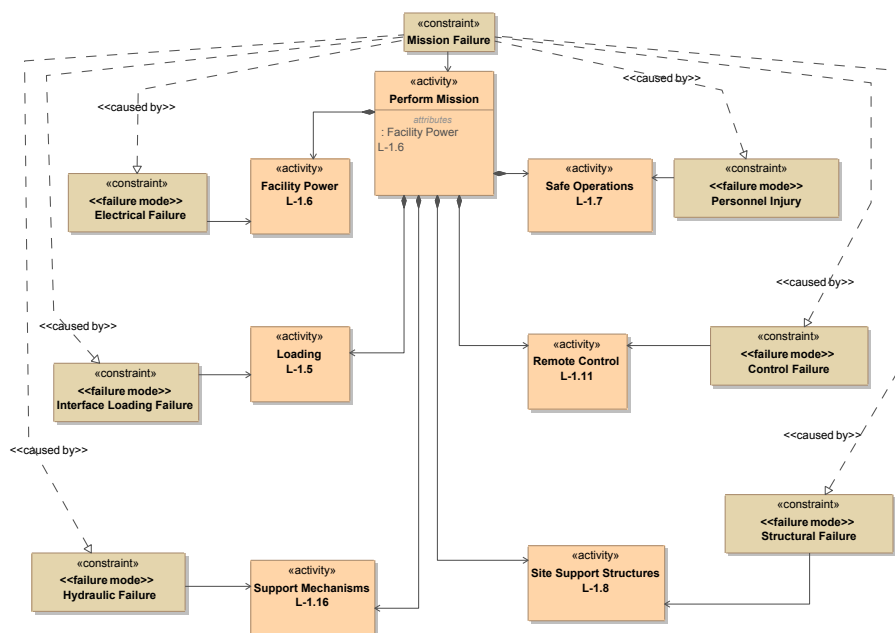 «constraint»
Mission Failure
«activity»
Perform Mission
attributes
: Facility Power
L-1.6
<<caused by>>
<<caused by>>
«constraint»
<<failure mode>>
Electrical Failure
«activity»
Facility Power
L-1.6
«activity»
Safe Operations
L-1.7
«constraint»
<<failure mode>>
Personnel Injury
<<caused by>>
<<caused by>>
«constraint»
<<failure mode>>
Interface Loading Failure
«activity»
Loading
L-1.5
«activity»
Remote Control
L-1.11
«constraint»
<<failure mode>>
Control Failure
<<caused by>>
<<caused by>>
«constraint»
<<failure mode>>
Hydraulic Failure
«activity»
Support Mechanisms
L-1.16
«activity»
Site Support Structures
L-1.8
«constraint»
<<failure mode>>
Structural Failure